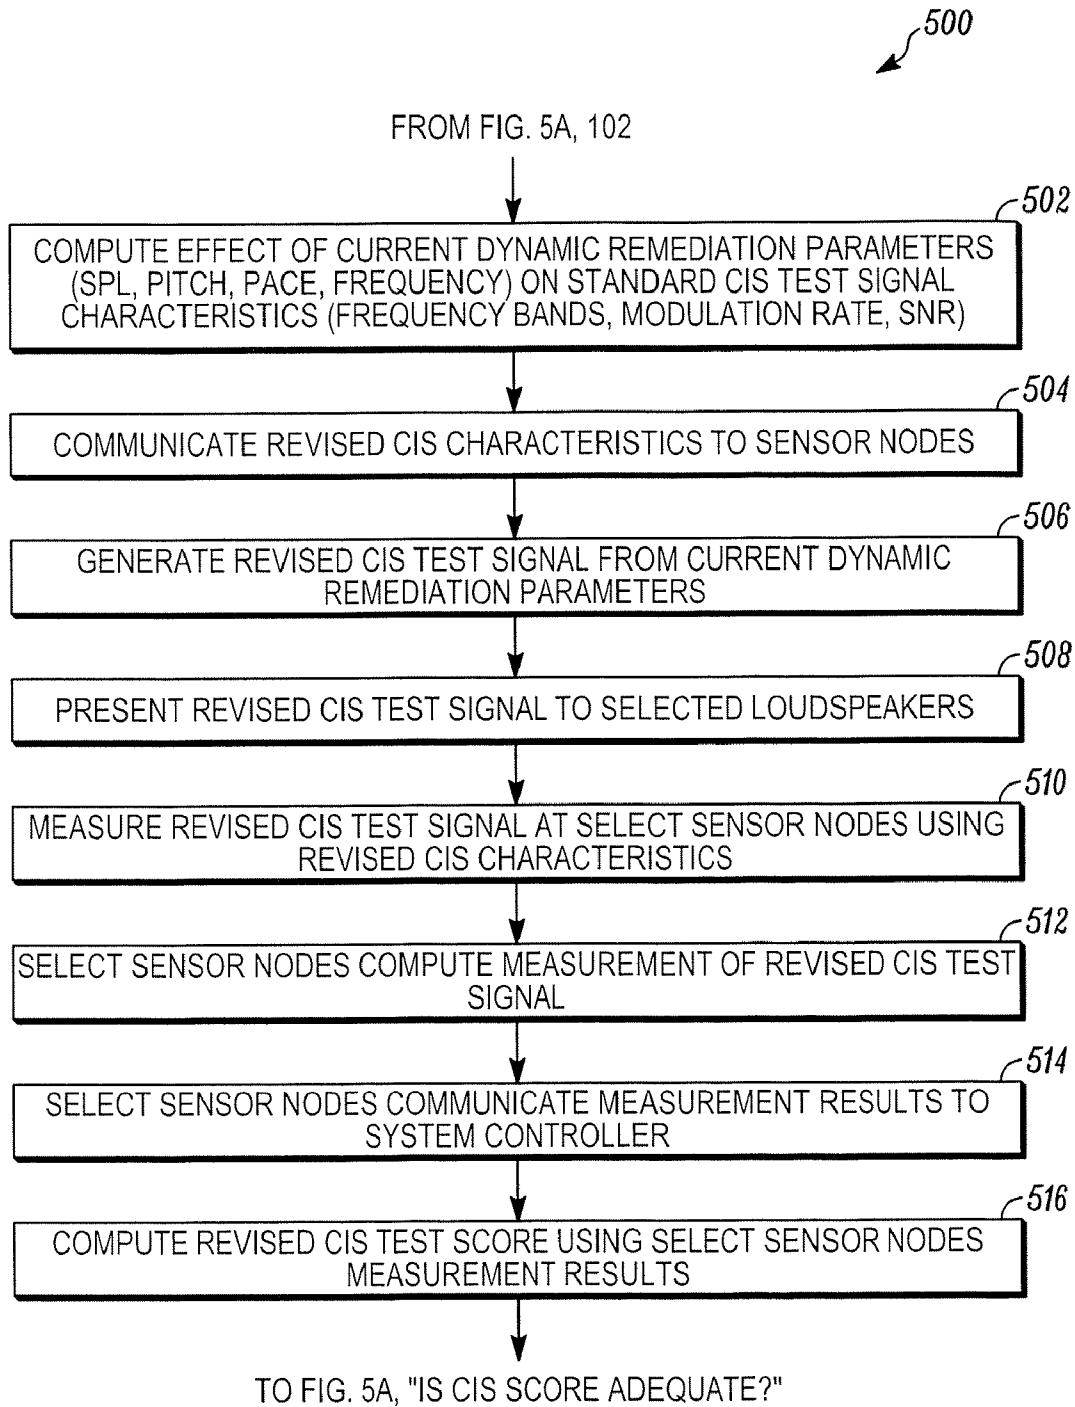 500
FROM FIG. 5A, 102
502
COMPUTE EFFECT OF CURRENT DYNAMIC REMEDIATION PARAMETERS
(SPL, PITCH, PACE, FREQUENCY) ON STANDARD CIS TEST SIGNAL
CHARACTERISTICS (FREQUENCY BANDS, MODULATION RATE, SNR)
504
COMMUNICATE REVISED CIS CHARACTERISTICS TO SENSOR NODES
506
GENERATE REVISED CIS TEST SIGNAL FROM CURRENT DYNAMIC
REMEDIATION PARAMETERS
508
PRESENT REVISED CIS TEST SIGNAL TO SELECTED LOUDSPEAKERS
510
MEASURE REVISED CIS TEST SIGNAL AT SELECT SENSOR NODES USING
REVISED CIS CHARACTERISTICS
512
SELECT SENSOR NODES COMPUTE MEASUREMENT OF REVISED CIS TEST
SIGNAL
514
SELECT SENSOR NODES COMMUNICATE MEASUREMENT RESULTS TO
SYSTEM CONTROLLER
516
COMPUTE REVISED CIS TEST SCORE USING SELECT SENSOR NODES
MEASUREMENT RESULTS
TO FIG. 5A, "IS CIS SCORE ADEQUATE?"